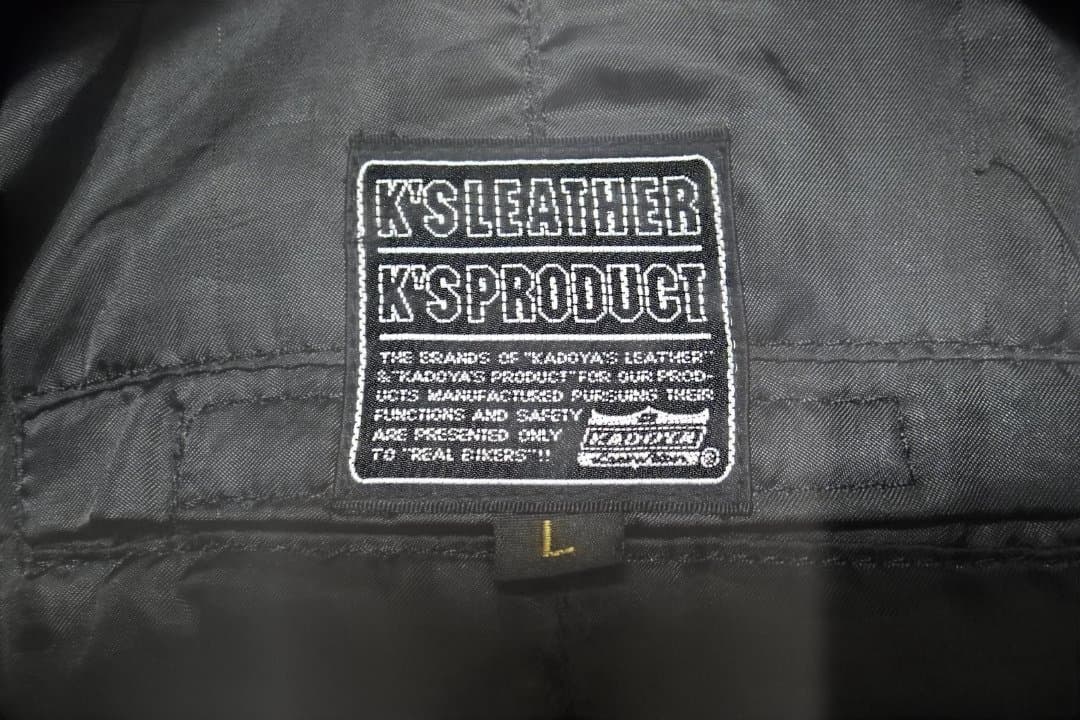 K'S LEATHER
K'S PRODUCT
THE BRANDS OF "KADOYA'S LEATHER"
& "KADOYA'S PRODUCT" FOR OUR PROD-
UCTS MANUFACTURED PURSUING THEIR
FUNCTIONS AND SAFETY
ARE PRESENTED ONLY
TO "REAL BIKERS"!!
KADOYA
®
L